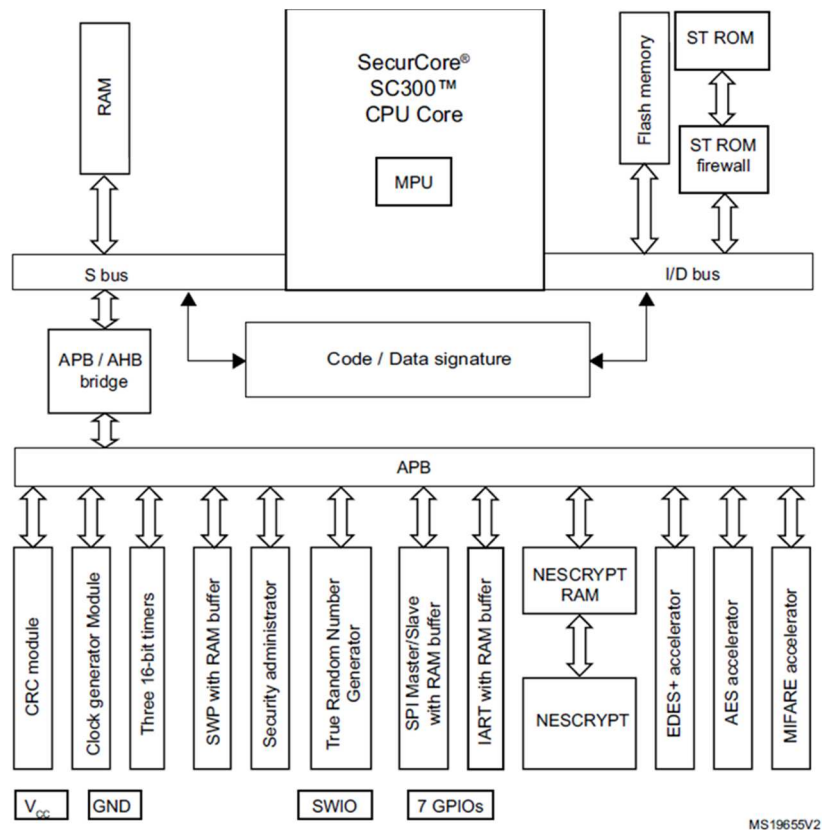 RAM
SecurCore®
SC300™
CPU Core
MPU
Flash memory
ST ROM
ST ROM
firewall
S bus
I/D bus
APB / AHB
bridge
Code / Data signature
APB
CRC module
Clock generator Module
Three 16-bit timers
SWP with RAM buffer
Security administrator
True Random Number
Generator
SPI Master/Slave
with RAM buffer
IART with RAM buffer
NESCRYPT
RAM
NESCRYPT
EDES+ accelerator
AES accelerator
MIFARE accelerator
VCC
GND
SWIO
7 GPIOs
MS19655V2